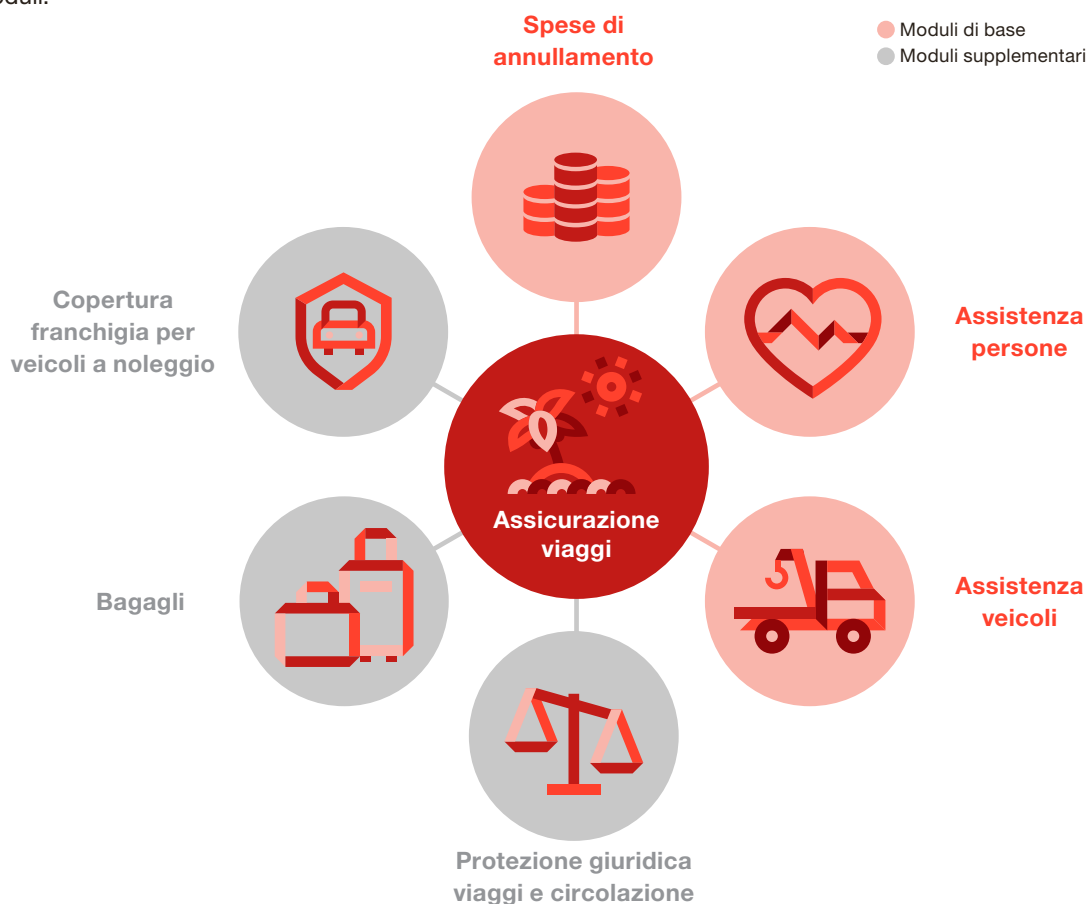 Spese di
annullamento
Moduli di base
Moduli supplementari
Copertura
franchigia per
veicoli a noleggio
Assistenza
persone
Assicurazione
viaggi
Bagagli
Assistenza
veicoli
Protezione giuridica
viaggi e circolazione